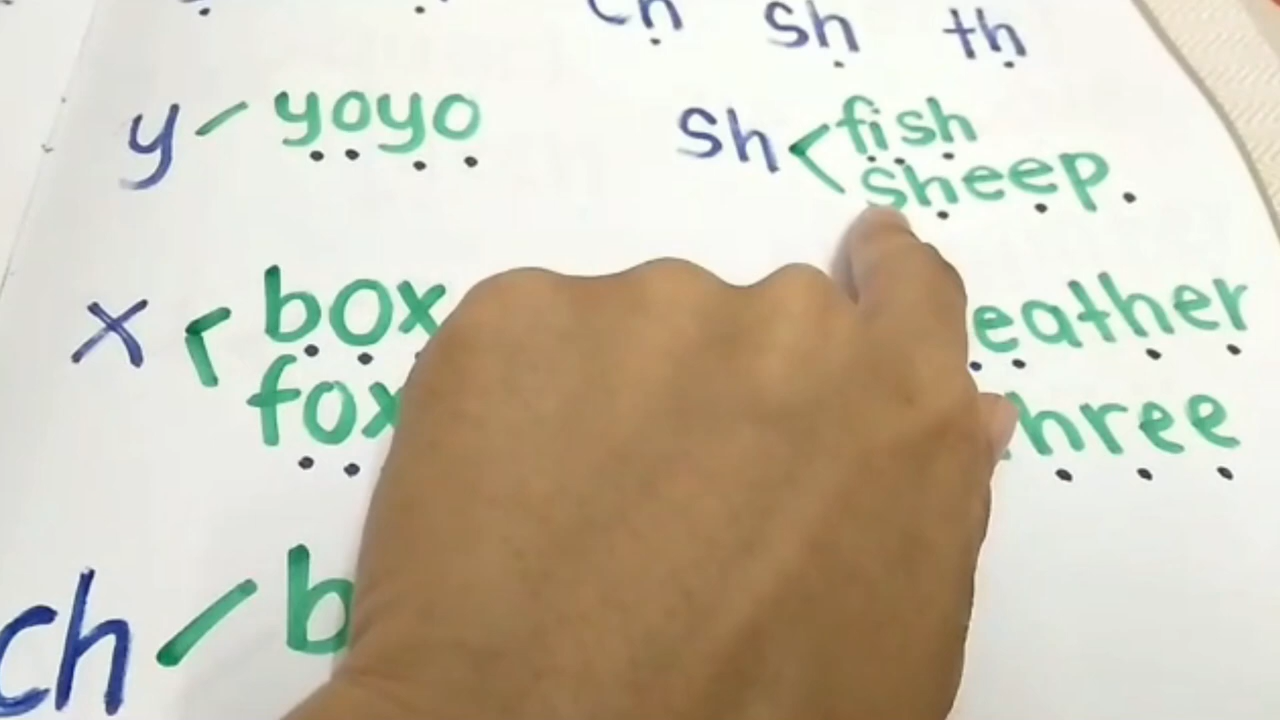 ch sh th
y yoyo
sh fish
sheep.
x box
fox
eather
hree
ch b